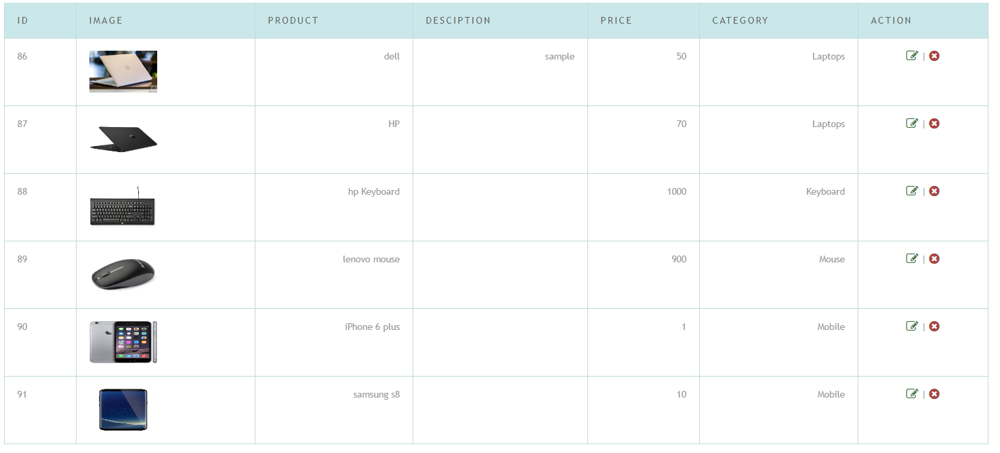 ID IMAGE PRODUCT DESCIPTION PRICE CATEGORY ACTION
86 dell sample 50 Laptops |
87 HP 70 Laptops |
88 hp Keyboard 1000 Keyboard |
89 lenovo mouse 900 Mouse |
90 iPhone 6 plus 1 Mobile |
91 samsung s8 10 Mobile |